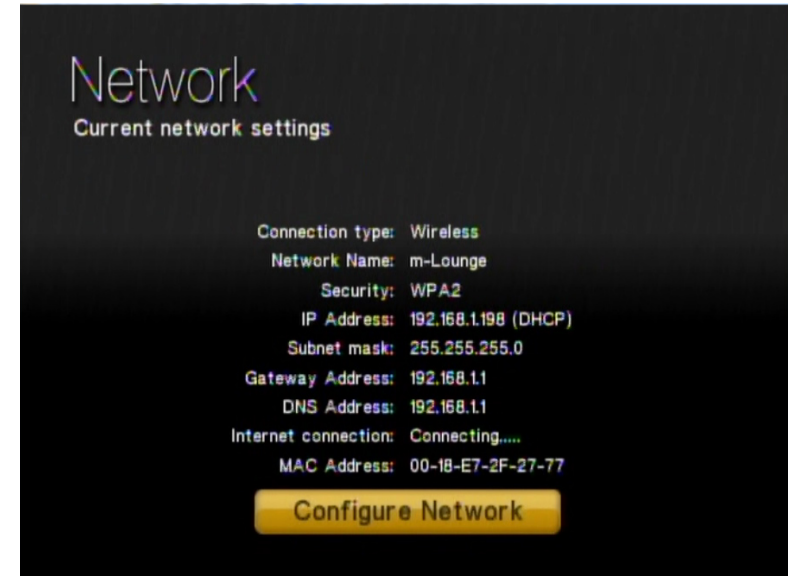 Network
Current network settings
Connection type: Wireless
Network Name: m-Lounge
Security: WPA2
IP Address: 192.168.1.198 (DHCP)
Subnet mask: 255.255.255.0
Gateway Address: 192.168.1.1
DNS Address: 192.168.1.1
Internet connection: Connecting.....
MAC Address: 00-18-E7-2F-27-77
Configure Network